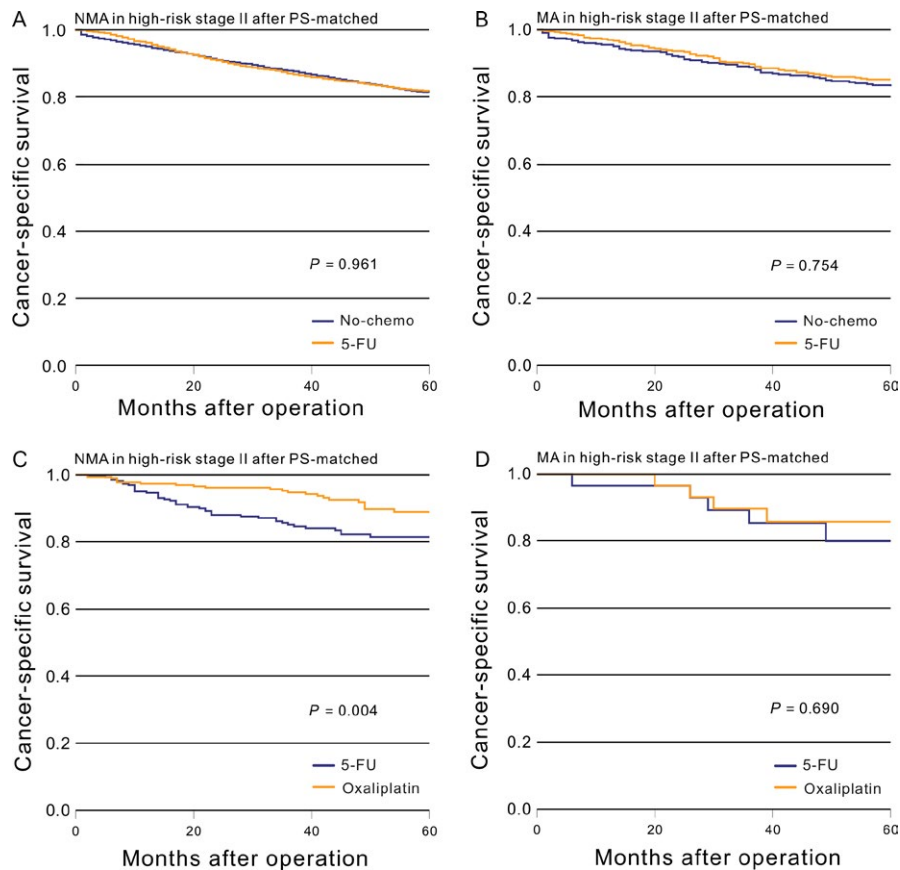 A
NMA in high-risk stage II after PS-matched
Cancer-specific survival
1.0
0.8
0.6
0.4
0.2
0.0
P = 0.961
No-chemo
5-FU
0 20 40 60
Months after operation
B
MA in high-risk stage II after PS-matched
Cancer-specific survival
1.0
0.8
0.6
0.4
0.2
0.0
P = 0.754
No-chemo
5-FU
0 20 40 60
Months after operation
C
NMA in high-risk stage II after PS-matched
Cancer-specific survival
1.0
0.8
0.6
0.4
0.2
0.0
P = 0.004
5-FU
Oxaliplatin
0 20 40 60
Months after operation
D
MA in high-risk stage II after PS-matched
Cancer-specific survival
1.0
0.8
0.6
0.4
0.2
0.0
P = 0.690
5-FU
Oxaliplatin
0 20 40 60
Months after operation